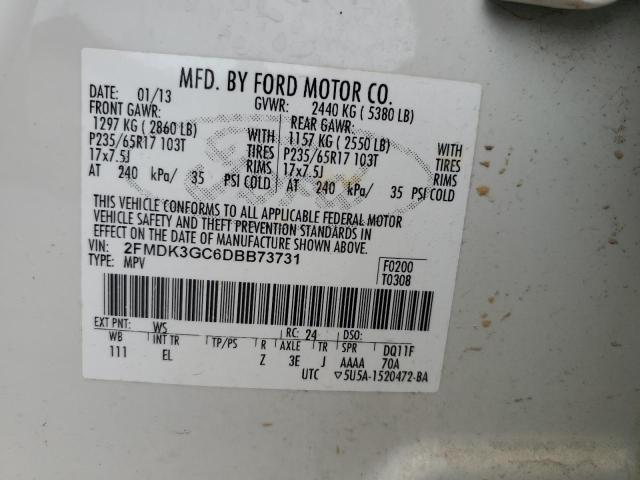 MFD. BY FORD MOTOR CO.
DATE: 01/13 GVWR: 2440 KG ( 5380 LB)
FRONT GAWR: REAR GAWR:
1297 KG ( 2860 LB) WITH 1157 KG ( 2550 LB) WITH
P235/65R17 103T TIRES P235/65R17 103T TIRES
17x7.5J RIMS 17x7.5J RIMS
AT 240 kPa/ 35 PSI COLD AT 240 kPa/ 35 PSI COLD
THIS VEHICLE CONFORMS TO ALL APPLICABLE FEDERAL MOTOR
VEHICLE SAFETY AND THEFT PREVENTION STANDARDS IN
EFFECT ON THE DATE OF MANUFACTURE SHOWN ABOVE.
VIN: 2FMDK3GC6DBB73731
TYPE: MPV
F0200
T0308
EXT PNT: WS RC: 24 DSO:
WB INT TR TP/PS R AXLE TR SPR DQ11F
111 EL Z 3E J AAAA 70A
UTC ▽5U5A-1520472-BA